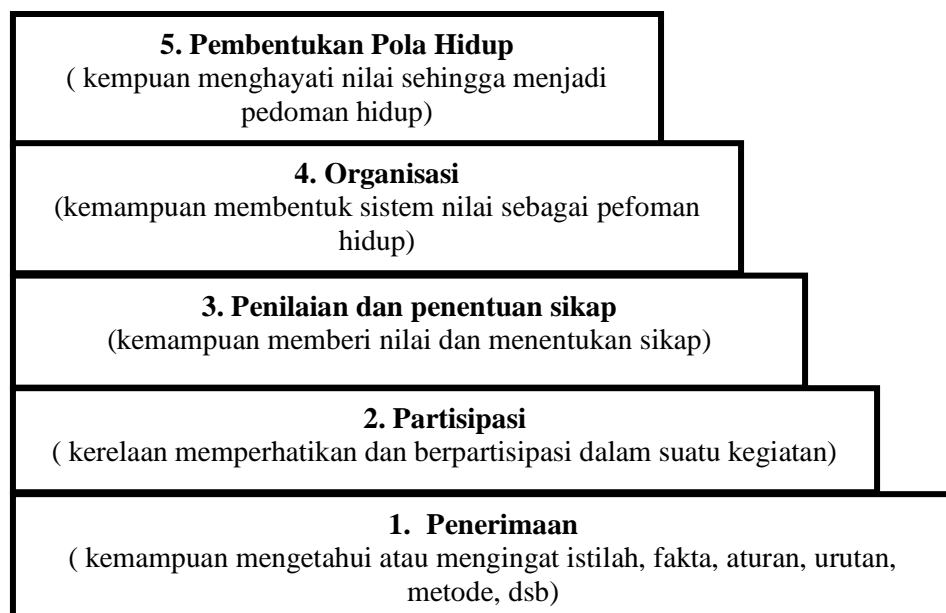 5. Pembentukan Pola Hidup
( kempuan menghayati nilai sehingga menjadi
pedoman hidup)
4. Organisasi
(kemampuan membentuk sistem nilai sebagai pefoman
hidup)
3. Penilaian dan penentuan sikap
(kemampuan memberi nilai dan menentukan sikap)
2. Partisipasi
( kerelaan memperhatikan dan berpartisipasi dalam suatu kegiatan)
1. Penerimaan
( kemampuan mengetahui atau mengingat istilah, fakta, aturan, urutan,
metode, dsb)